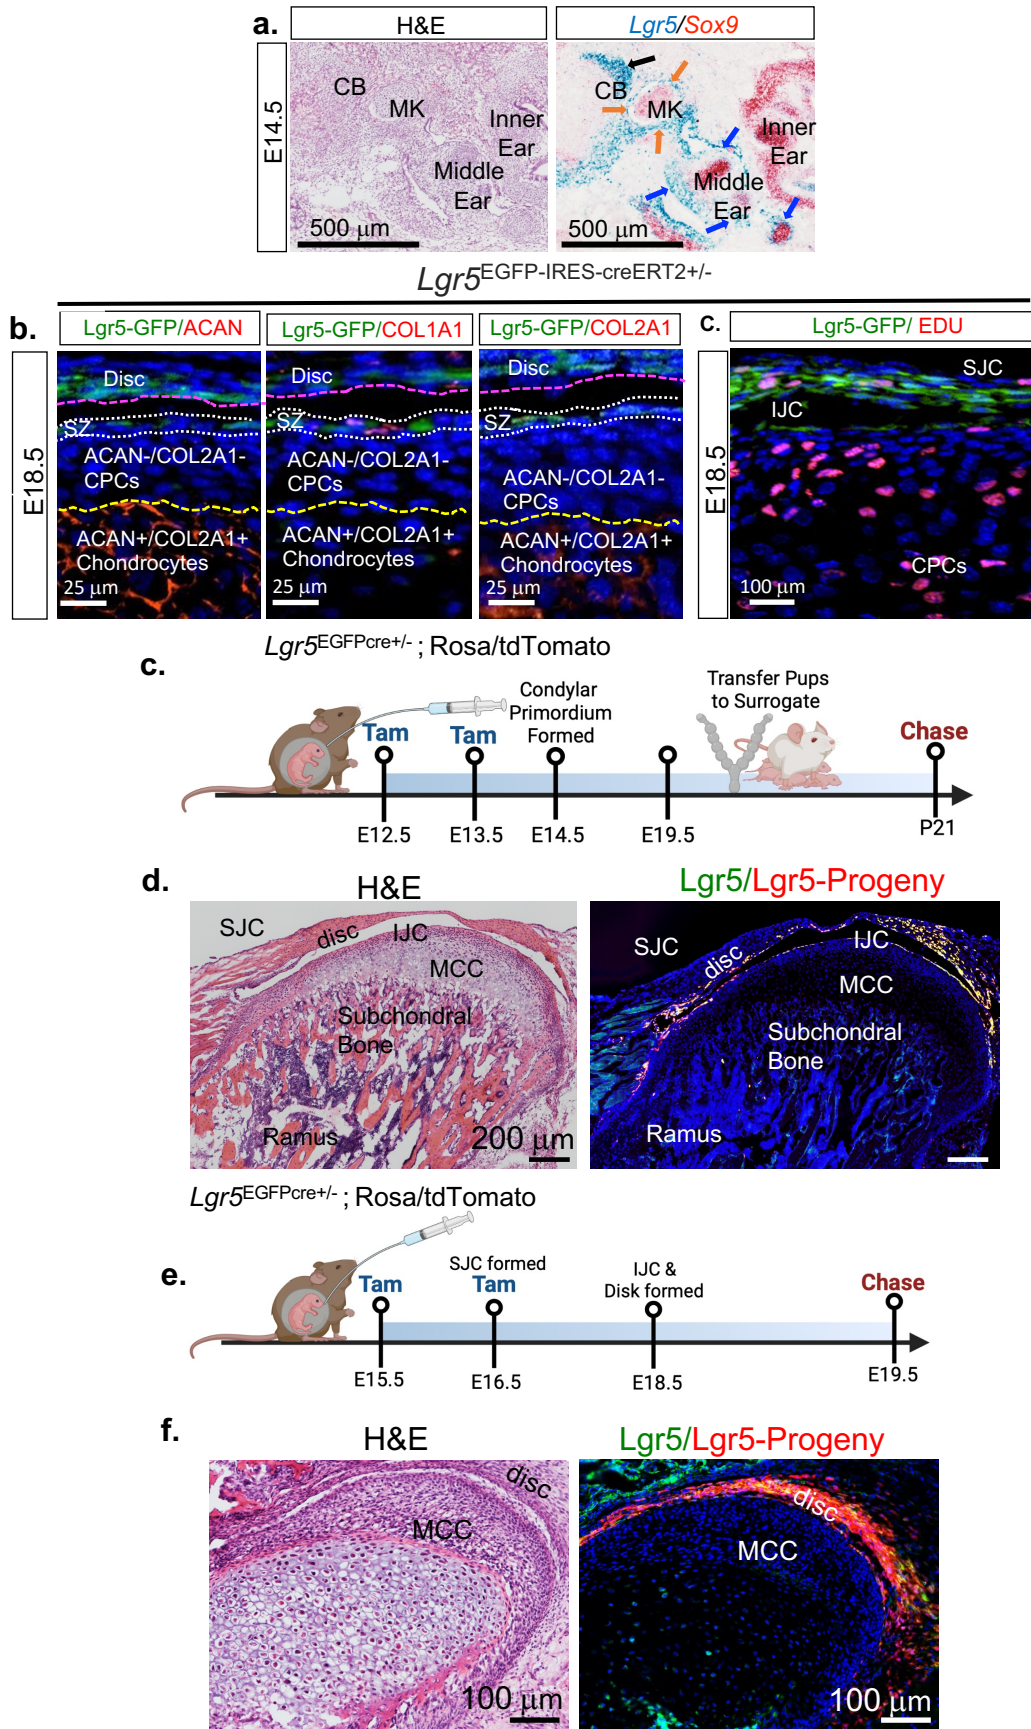 a.
H&E
Lgr5/Sox9
E14.5
CB
MK
Inner
Ear
Middle
Ear
500 μm
CB
MK
Inner
Ear
Middle
Ear
500 μm
Lgr5EGFP-IRES-creERT2+/-
b.
Lgr5-GFP/ACAN
Lgr5-GFP/COL1A1
Lgr5-GFP/COL2A1
c.
Lgr5-GFP/ EDU
E18.5
Disc
SZ
ACAN-/COL2A1-
CPCs
ACAN+/COL2A1+
Chondrocytes
25 μm
Disc
SZ
ACAN-/COL2A1-
CPCs
ACAN+/COL2A1+
Chondrocytes
25 μm
Disc
SZ
ACAN-/COL2A1-
CPCs
ACAN+/COL2A1+
Chondrocytes
25 μm
E18.5
SJC
IJC
CPCs
100 μm
Lgr5EGFPcre+/- ; Rosa/tdTomato
c.
Tam
Tam
Condylar
Primordium
Formed
Transfer Pups
to Surrogate
Chase
E12.5
E13.5
E14.5
E19.5
P21
d.
H&E
Lgr5/Lgr5-Progeny
SJC
disc
IJC
MCC
Subchondral
Bone
Ramus
200 μm
SJC
disc
IJC
MCC
Subchondral
Bone
Ramus
Lgr5EGFPcre+/- ; Rosa/tdTomato
e.
Tam
SJC formed
Tam
IJC &
Disk formed
Chase
E15.5
E16.5
E18.5
E19.5
f.
H&E
Lgr5/Lgr5-Progeny
disc
MCC
100 μm
disc
MCC
100 μm